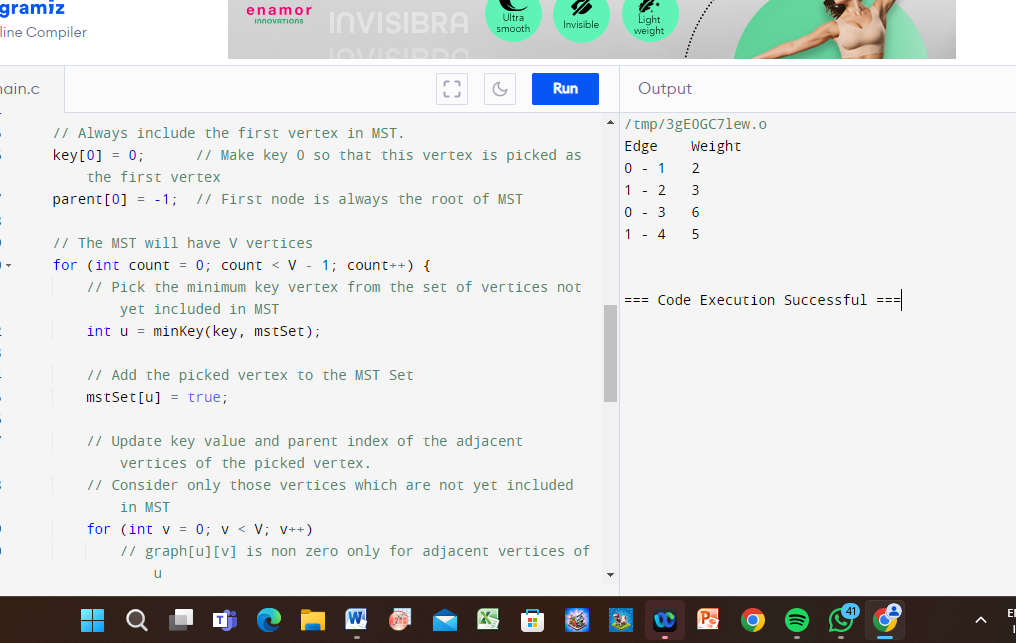 gramiz
line Compiler
enamor
INNOVATIONS
INVISIBRA
Ultra
smooth
Invisible
Light
weight
main.c
Run
Output
// Always include the first vertex in MST.
key[0] = 0;      // Make key 0 so that this vertex is picked as
the first vertex
parent[0] = -1;  // First node is always the root of MST
// The MST will have V vertices
for (int count = 0; count < V - 1; count++) {
// Pick the minimum key vertex from the set of vertices not
yet included in MST
int u = minKey(key, mstSet);
// Add the picked vertex to the MST Set
mstSet[u] = true;
// Update key value and parent index of the adjacent
vertices of the picked vertex.
// Consider only those vertices which are not yet included
in MST
for (int v = 0; v < V; v++)
// graph[u][v] is non zero only for adjacent vertices of
u
/tmp/3gEOGC7lew.o
Edge    Weight
0 - 1   2
1 - 2   3
0 - 3   6
1 - 4   5
=== Code Execution Successful ===
41